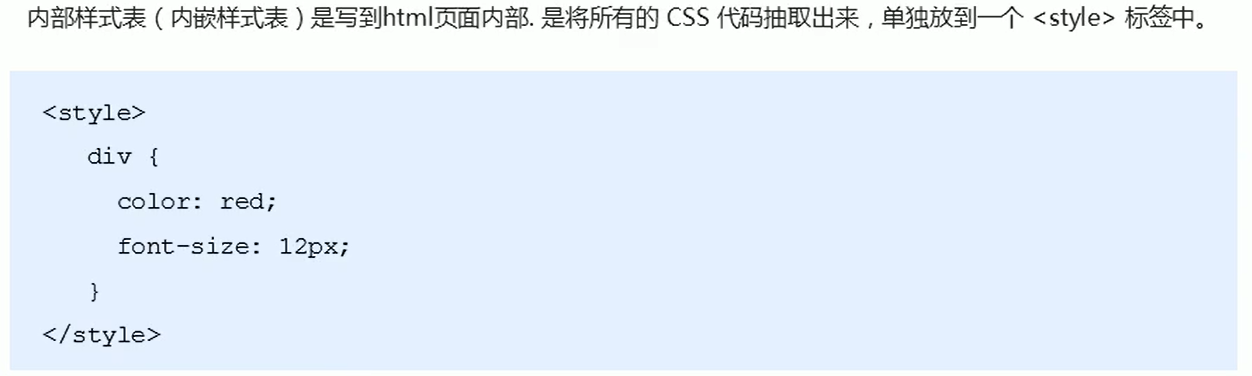 内部样式表（内嵌样式表）是写到html页面内部. 是将所有的 CSS 代码抽取出来，单独放到一个 <style> 标签中。
<style>
div {
color: red;
font-size: 12px;
}
</style>